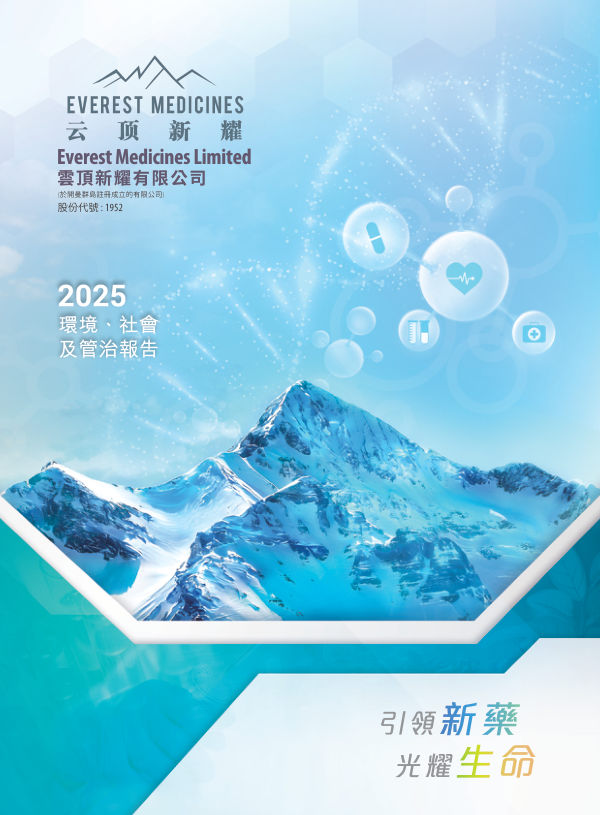 EVEREST MEDICINES
云顶新耀
Everest Medicines Limited
雲頂新耀有限公司
(於開曼群島註冊成立的有限公司)
股份代號 : 1952
2025
環境、社會
及管治報告
引領新藥
光耀生命